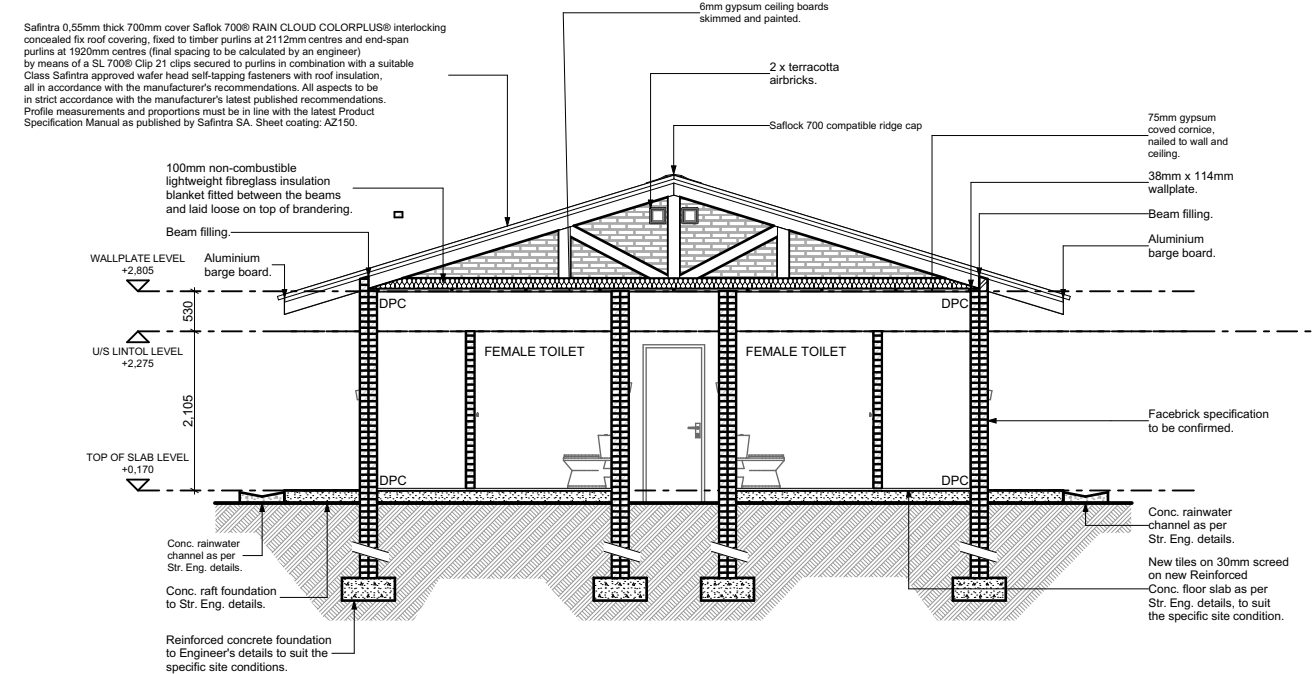 Safintra 0,55mm thick 700mm cover Saflok 700® RAIN CLOUD COLORPLUS® interlocking
concealed fix roof covering, fixed to timber purlins at 2112mm centres and end-span
purlins at 1920mm centres (final spacing to be calculated by an engineer)
by means of a SL 700® Clip 21 clips secured to purlins in combination with a suitable
Class Safintra approved wafer head self-tapping fasteners with roof insulation,
all in accordance with the manufacturer's recommendations. All aspects to be
in strict accordance with the manufacturer's latest published recommendations.
Profile measurements and proportions must be in line with the latest Product
Specification Manual as published by Safintra SA. Sheet coating: AZ150.
6mm gypsum ceiling boards
skimmed and painted.
2 x terracotta
airbricks.
Saflock 700 compatible ridge cap
75mm gypsum
coved cornice,
nailed to wall and
ceiling.
100mm non-combustible
lightweight fibreglass insulation
blanket fitted between the beams
and laid loose on top of brandering.
38mm x 114mm
wallplate.
Beam filling.
Beam filling.
Aluminium
barge board.
WALLPLATE LEVEL
+2,805
Aluminium
barge board.
530
DPC
DPC
U/S LINTOL LEVEL
+2,275
FEMALE TOILET
FEMALE TOILET
2,105
Facebrick specification
to be confirmed.
TOP OF SLAB LEVEL
+0,170
DPC
DPC
Conc. rainwater
channel as per
Str. Eng. details.
Conc. rainwater
channel as per
Str. Eng. details.
Conc. raft foundation
to Str. Eng. details.
New tiles on 30mm screed
on new Reinforced
Conc. floor slab as per
Str. Eng. details, to suit
the specific site condition.
Reinforced concrete foundation
to Engineer's details to suit the
specific site conditions.